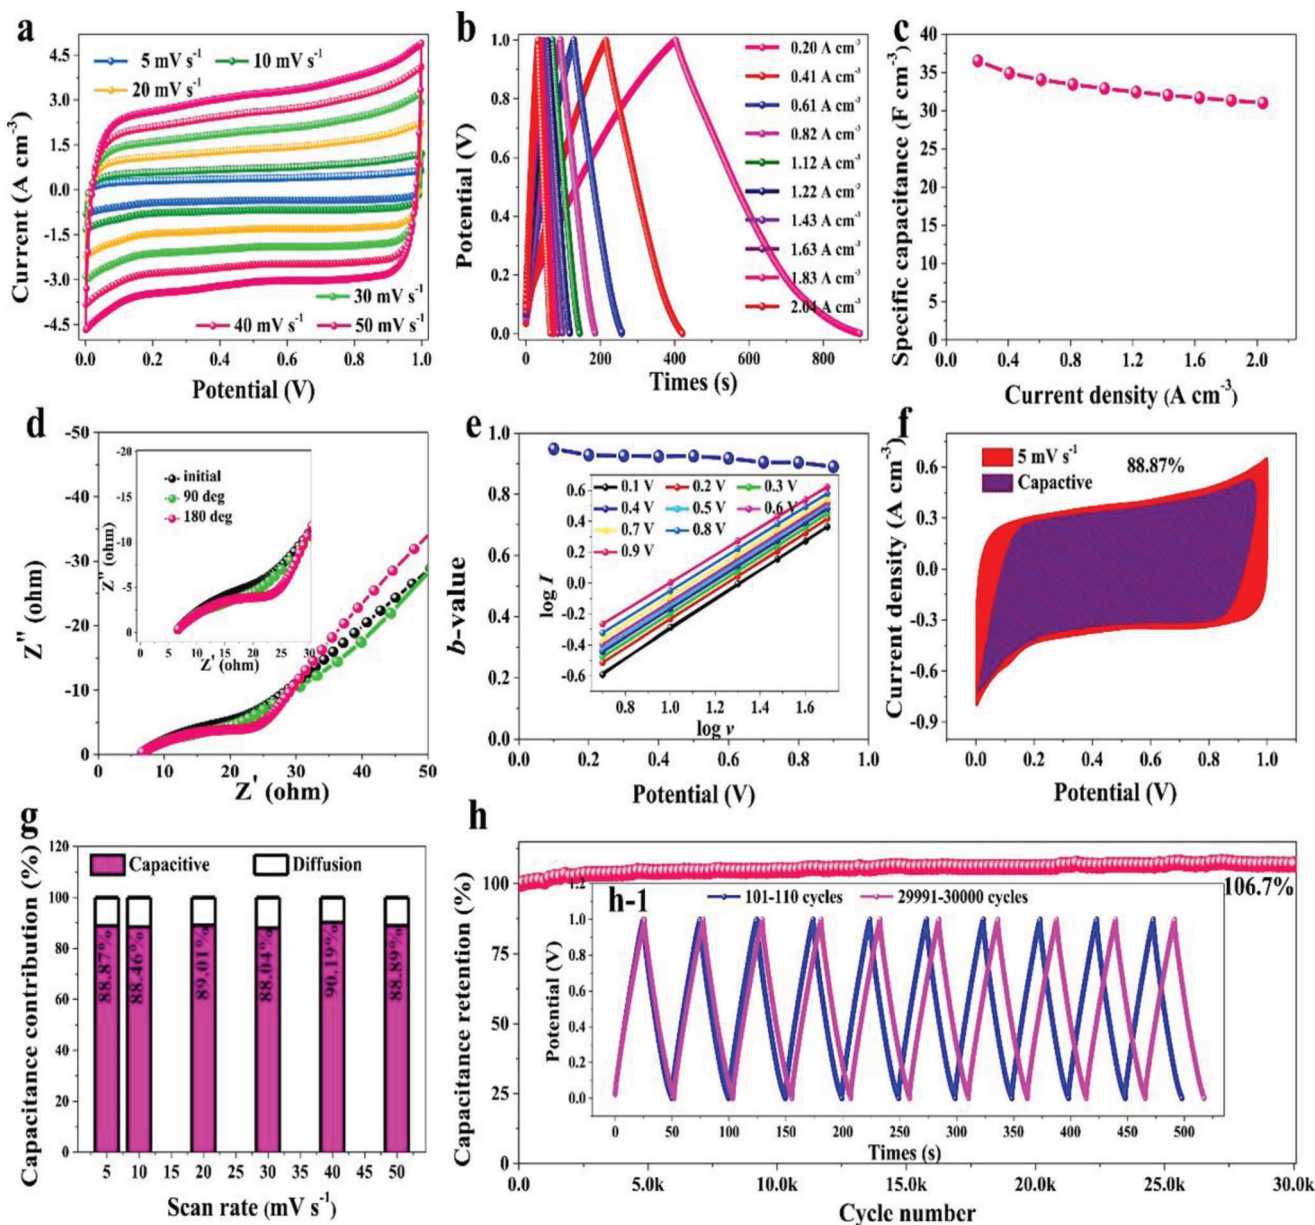 a
Current (A cm⁻³)
4.5
3.0
1.5
0.0
-1.5
-3.0
-4.5
5 mV s⁻¹
10 mV s⁻¹
20 mV s⁻¹
30 mV s⁻¹
40 mV s⁻¹
50 mV s⁻¹
0.0 0.2 0.4 0.6 0.8 1.0
Potential (V)
b
Potential (V)
1.0
0.8
0.6
0.4
0.2
0.0
0.20 A cm⁻³
0.41 A cm⁻³
0.61 A cm⁻³
0.82 A cm⁻³
1.12 A cm⁻³
1.22 A cm⁻³
1.43 A cm⁻³
1.63 A cm⁻³
1.83 A cm⁻³
2.04 A cm⁻³
0 200 400 600 800
Times (s)
c
Specific capacitance (F cm⁻³)
40
35
30
25
20
15
10
5
0
0.0 0.4 0.8 1.2 1.6 2.0
Current density (A cm⁻³)
d
Z'' (ohm)
-50
-40
-30
-20
-10
0
initial
90 deg
180 deg
Z'' (ohm)
-20
-15
-10
-5
0
0 5 10 15 20 25 30
Z' (ohm)
0 10 20 30 40 50
Z' (ohm)
e
b-value
1.0
0.8
0.6
0.4
0.2
0.0
0.1 V 0.2 V 0.3 V
0.4 V 0.5 V 0.6 V
0.7 V 0.8 V
0.9 V
log I
0.6
0.4
0.2
0.0
-0.2
-0.4
-0.6
0.8 1.0 1.2 1.4 1.6
log v
0.0 0.2 0.4 0.6 0.8 1.0
Potential (V)
f
Current density (A cm⁻³)
0.6
0.3
0.0
-0.3
-0.6
-0.9
5 mV s⁻¹
Capactive
88.87%
0.0 0.2 0.4 0.6 0.8 1.0
Potential (V)
g
Capacitance contribution (%)
120
100
80
60
40
20
0
Capacitive
Diffusion
88.87%
88.46%
89.01%
88.04%
90.19%
88.89%
5 10 15 20 25 30 35 40 45 50
Scan rate (mV s⁻¹)
h
Capacitance retention (%)
100
75
50
25
0
106.7%
h-1
101-110 cycles
29991-30000 cycles
Potential (V)
1.2
1.0
0.8
0.6
0.4
0.2
0.0
0 50 100 150 200 250 300 350 400 450 500
Times (s)
0.0 5.0k 10.0k 15.0k 20.0k 25.0k 30.0k
Cycle number